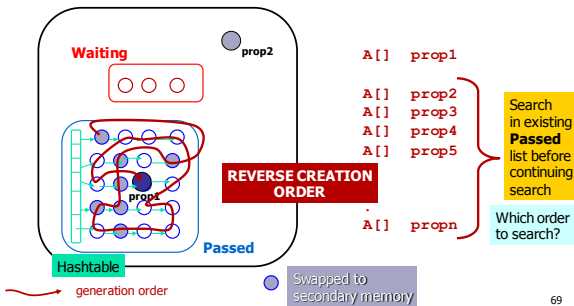 Waiting
prop2
A[] prop1
A[] prop2
A[] prop3
A[] prop4
A[] prop5
.
A[] propn
Search
in existing
Passed
list before
continuing
search
Which order
to search?
REVERSE CREATION
ORDER
prop1
Passed
Hashtable
generation order
Swapped to
secondary memory
69